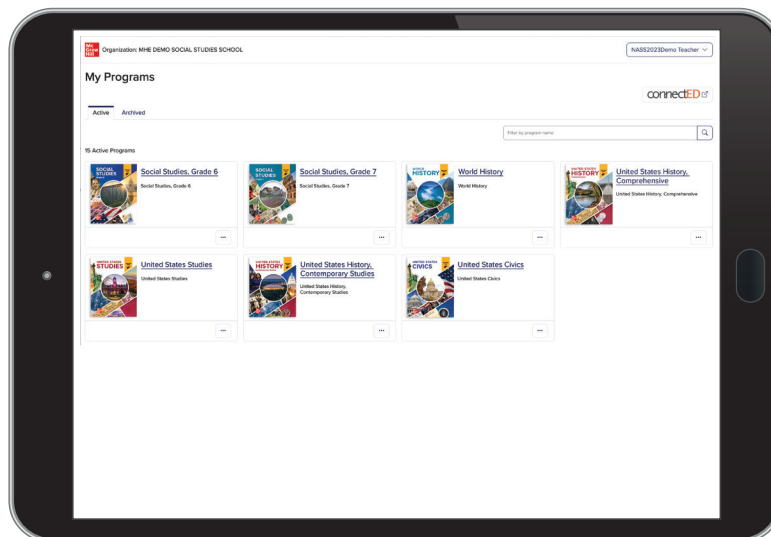 Mc
Graw
Hill
Organization: MHE DEMO SOCIAL STUDIES SCHOOL
NASS2023Demo Teacher
My Programs
connectED
Active
Archived
Filter by program name
15 Active Programs
SOCIAL
STUDIES
Social Studies, Grade 6
Social Studies, Grade 6
...
SOCIAL
STUDIES
Social Studies, Grade 7
Social Studies, Grade 7
...
WORLD
HISTORY
World History
World History
...
UNITED STATES
HISTORY
United States History,
Comprehensive
United States History, Comprehensive
...
UNITED STATES
STUDIES
United States Studies
United States Studies
...
UNITED STATES
HISTORY
United States History,
Contemporary Studies
United States History,
Contemporary Studies
...
UNITED STATES
CIVICS
United States Civics
United States Civics
...